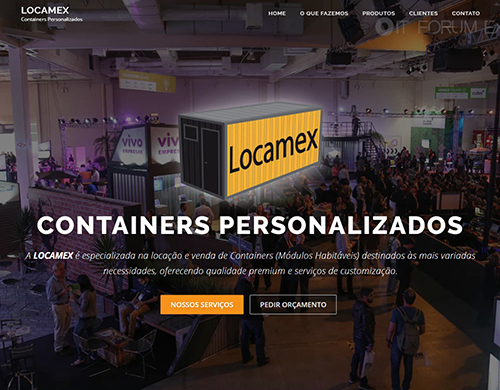 LOCAMEX
Containers Personalizados
HOME O QUE FAZEMOS PRODUTOS CLIENTES CONTATO
IT FORUM
vivo
EMPRESAS
vivo
EMPRESAS
Locamex
CONTAINERS PERSONALIZADOS
A LOCAMEX é especializada na locação e venda de Containers (Módulos Habitáveis) destinados às mais variadas
necessidades, oferecendo qualidade premium e serviços de customização.
NOSSOS SERVIÇOS PEDIR ORÇAMENTO